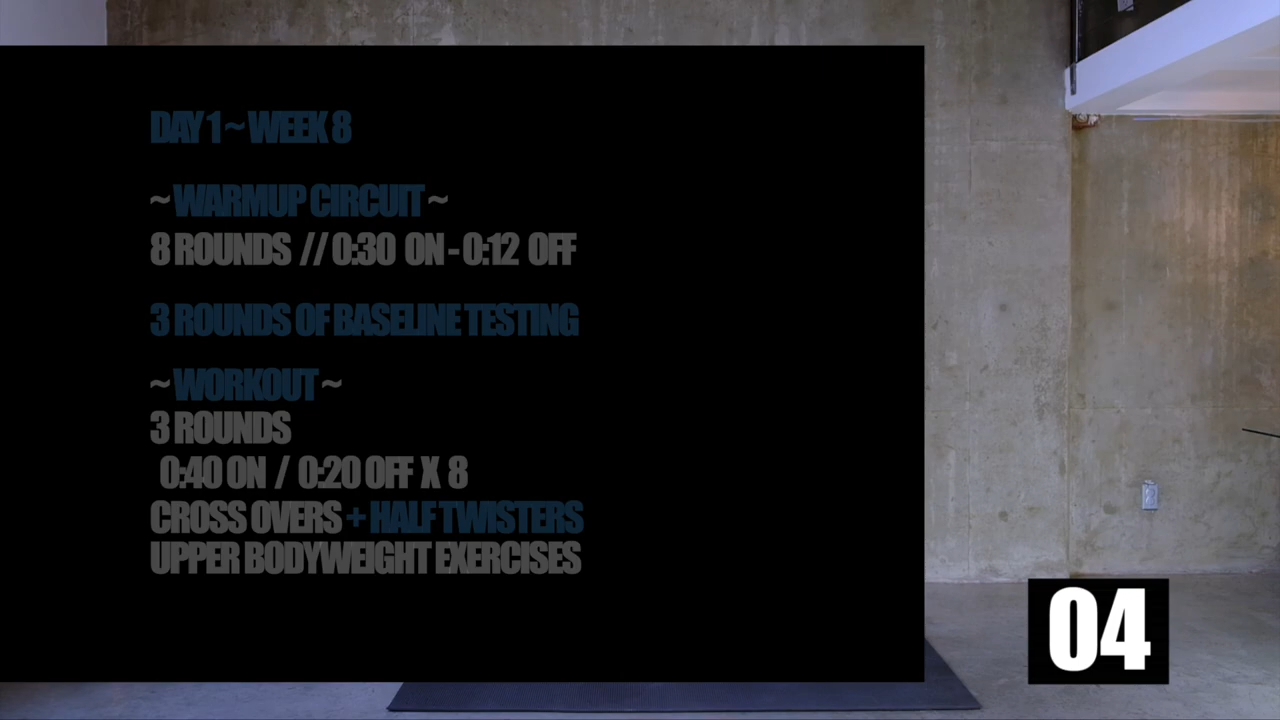 DAY 1 ~ WEEK 8
~ WARMUP CIRCUIT ~
8 ROUNDS // 0:30 ON - 0:12 OFF
3 ROUNDS OF BASELINE TESTING
~ WORKOUT ~
3 ROUNDS
0:40 ON / 0:20 OFF X 8
CROSS OVERS + HALF TWISTERS
UPPER BODYWEIGHT EXERCISES
04